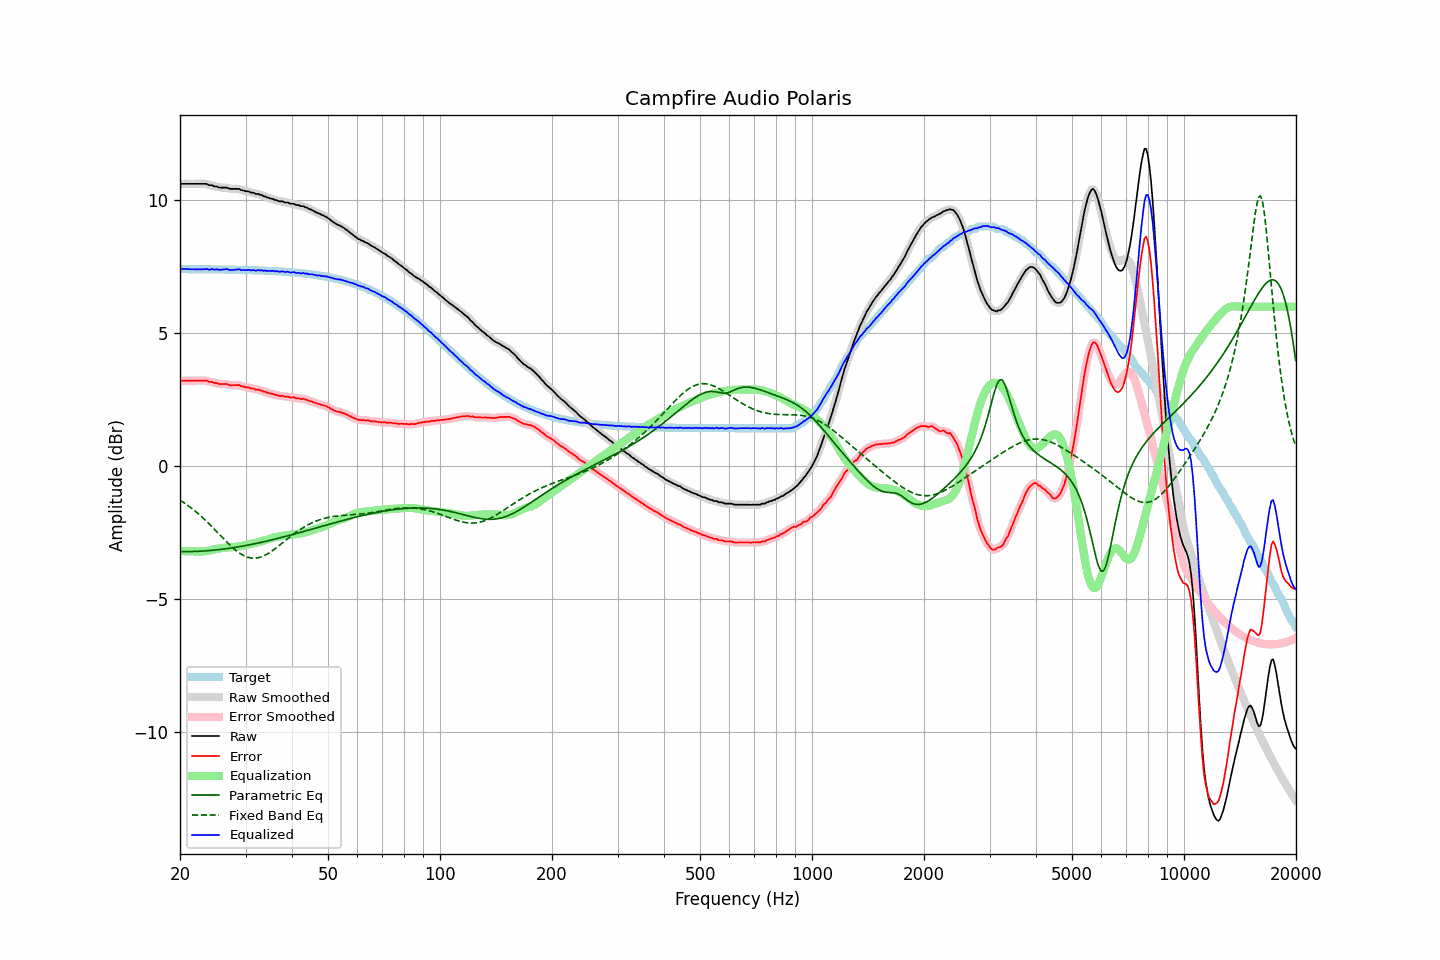 Campfire Audio Polaris
Amplitude (dBr)
10
5
0
−5
−10
Target
Raw Smoothed
Error Smoothed
Raw
Error
Equalization
Parametric Eq
Fixed Band Eq
Equalized
20 50 100 200 500 1000 2000 5000 10000 20000
Frequency (Hz)